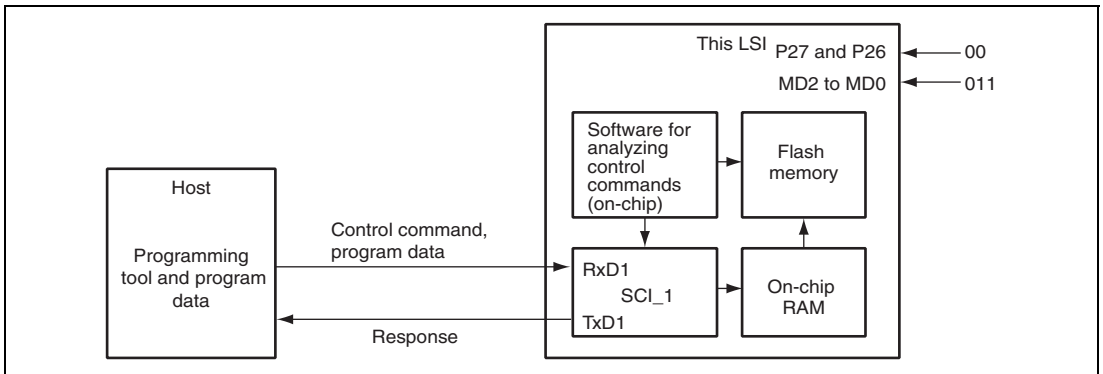 This LSI
P27 and P26
00
MD2 to MD0
011
Software for
analyzing
control
commands
(on-chip)
Flash
memory
Host
Programming
tool and program
data
Control command,
program data
RxD1
SCI_1
TxD1
On-chip
RAM
Response